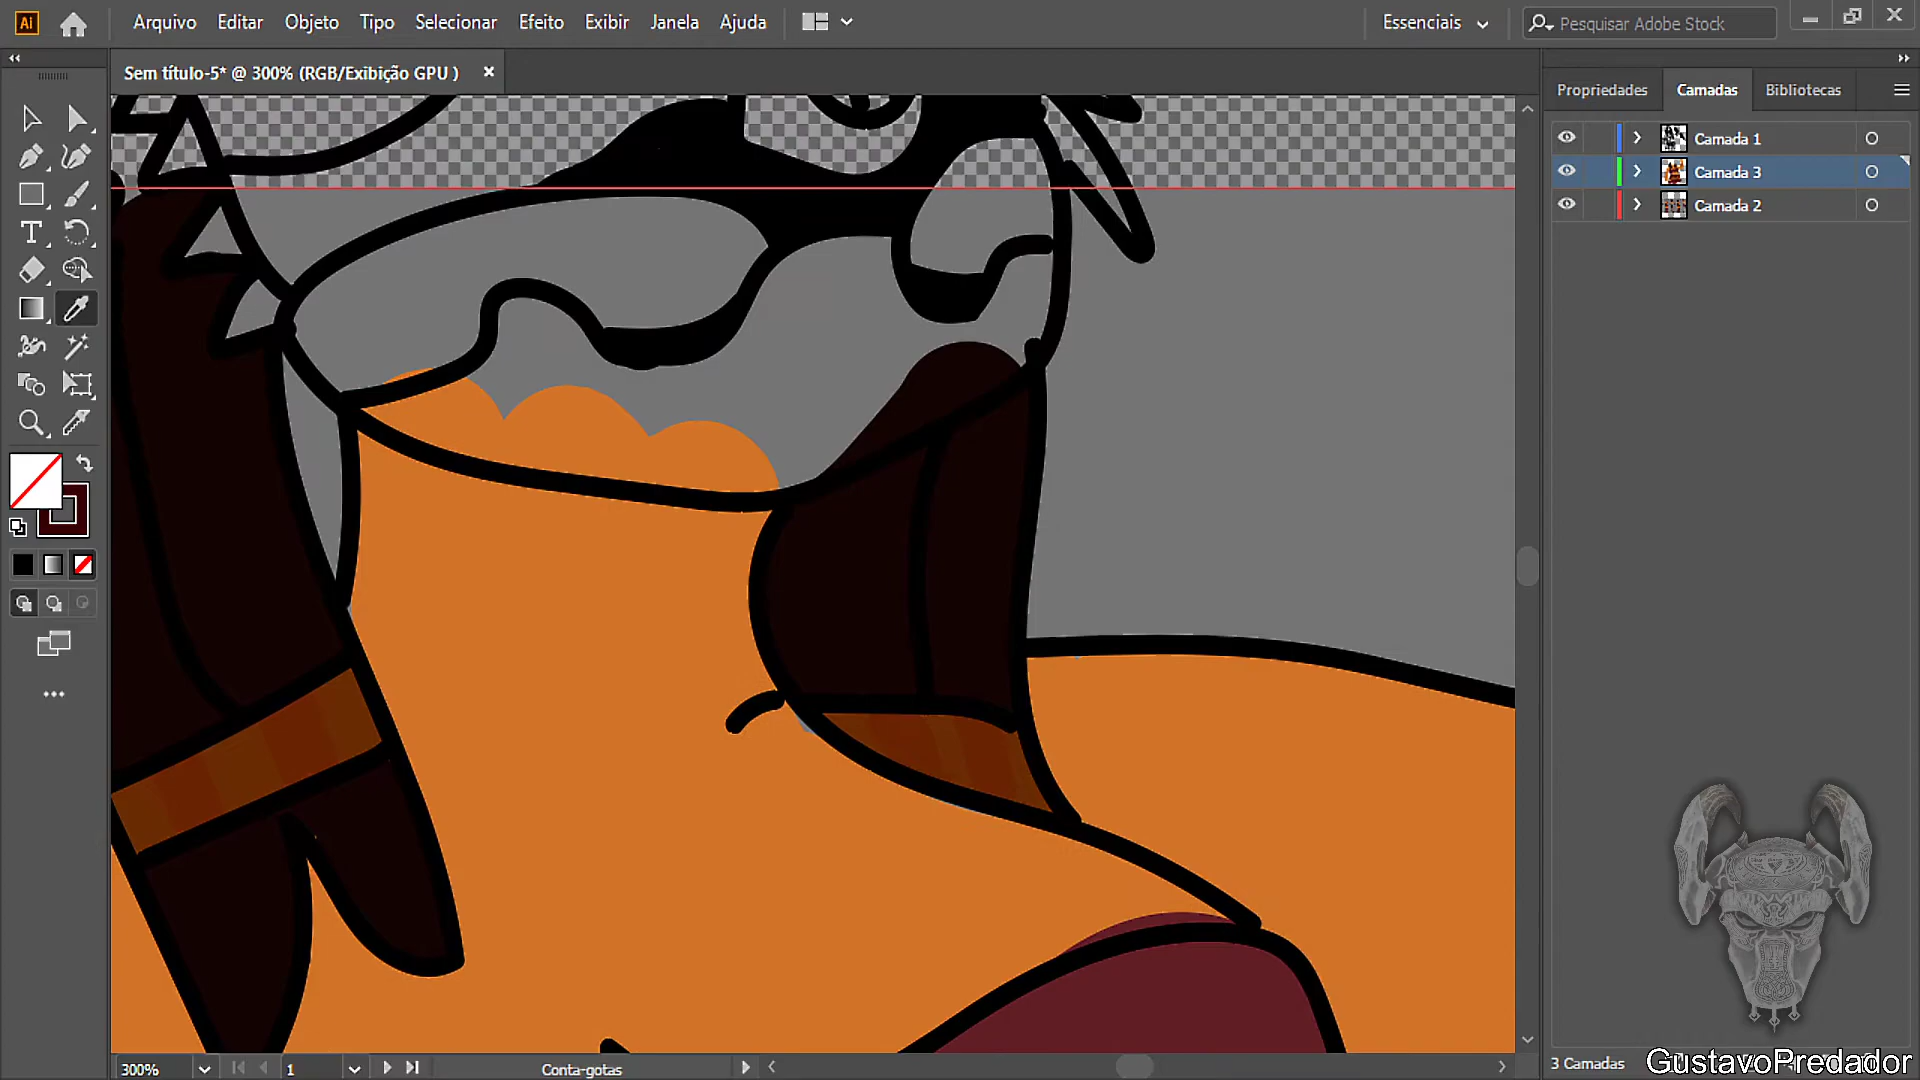 Ai Arquivo Editar Objeto Tipo Selecionar Efeito Exibir Janela Ajuda Essenciais Pesquisar Adobe Stock
Sem título-5* @ 300% (RGB/Exibição GPU )
Propriedades Camadas Bibliotecas
Camada 1
Camada 3
Camada 2
300% 1 Conta-gotas
3 Camadas
GustavoPredador